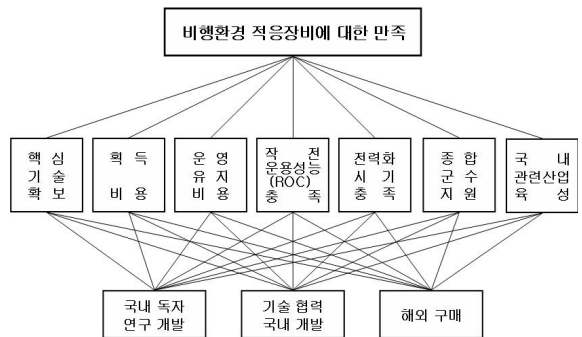 비행환경 적응장비에 대한 만족
핵 심
기 술
확 보
획 득
비 용
운 영
유 지
비 용
작 전
운용성능
(ROC)
충 족
전력화
시 기
충 족
종 합
군 수
지 원
국 내
관련산업
육 성
국내 독자
연구 개발
기술 협력
국내 개발
해외 구매